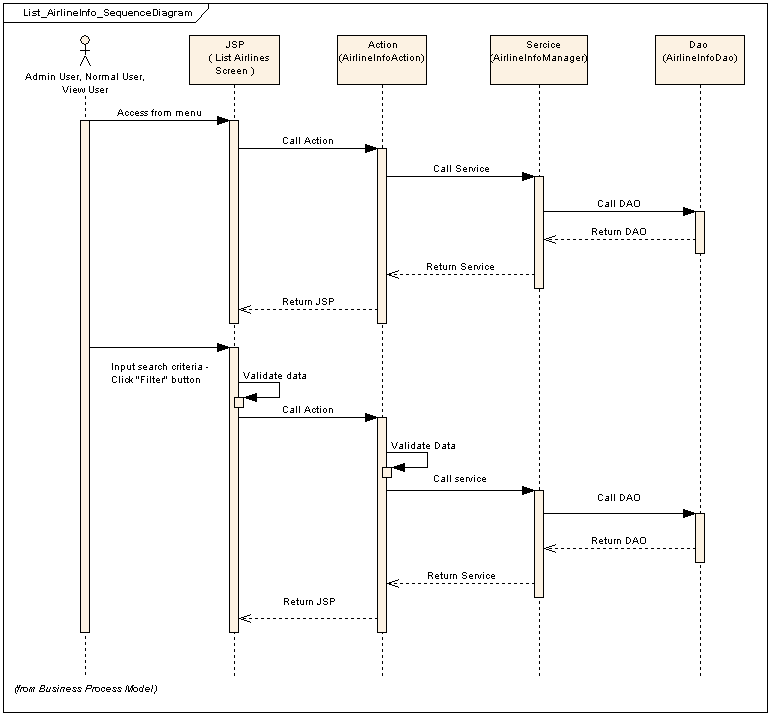 List_AirlineInfo_SequenceDiagram
JSP
( List Airlines
Screen )
Action
(AirlineInfoAction)
Sercice
(AirlineInfoManager)
Dao
(AirlineInfoDao)
Admin User, Normal User,
View User
Access from menu
Call Action
Call Service
Call DAO
Return DAO
Return Service
Return JSP
Input search criteria -
Click "Filter" button
Validate data
Call Action
Validate Data
Call service
Call DAO
Return DAO
Return Service
Return JSP
(from Business Process Model)